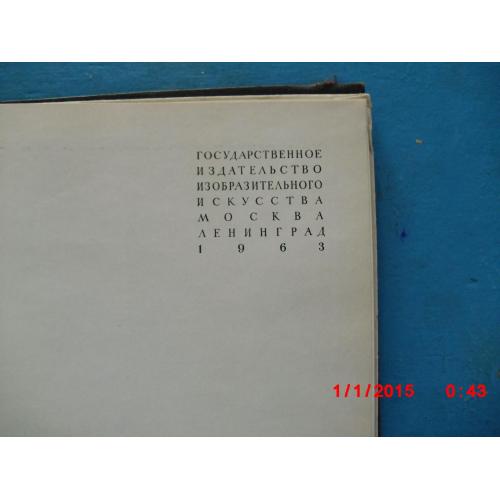 ГОСУДАРСТВЕННОЕ
ИЗДАТЕЛЬСТВО
ИЗОБРАЗИТЕЛЬНОГО
ИСКУССТВА
МОСКВА
ЛЕНИНГРАД
1963
1/1/2015 0:43